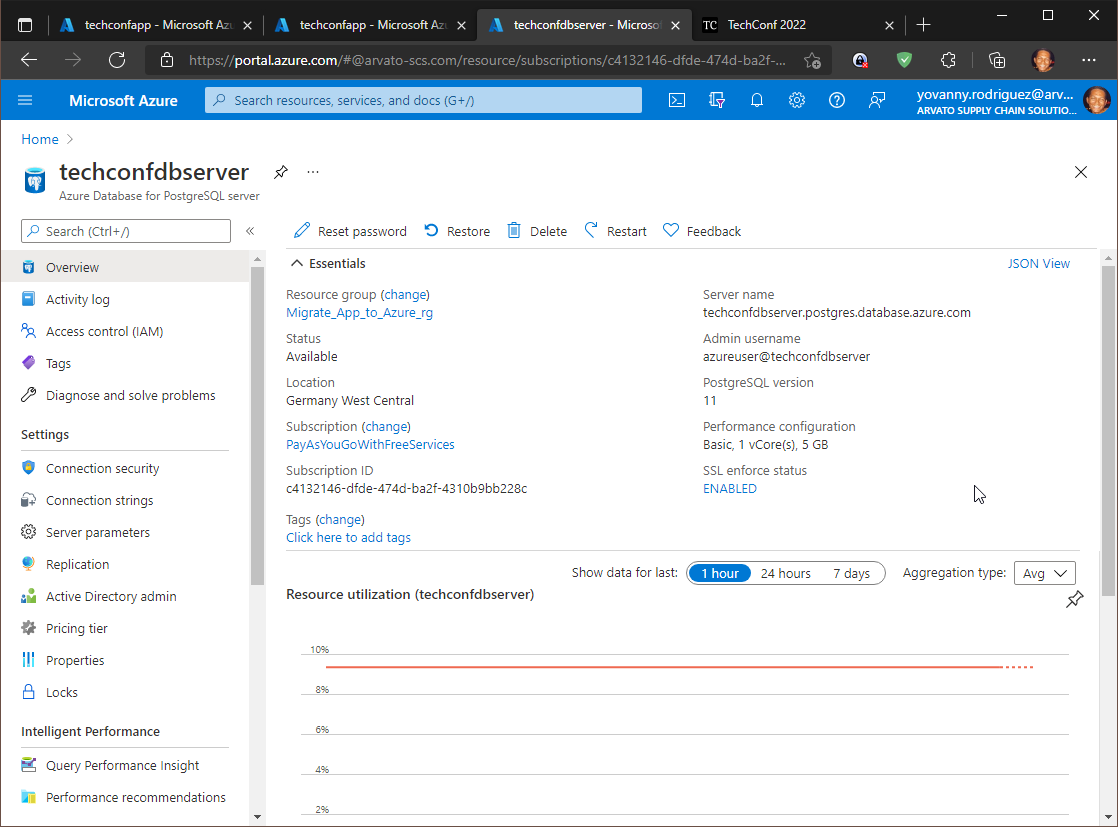 techconfapp - Microsoft Azu
techconfapp - Microsoft Azu
techconfdbserver - Microsof
TC
TechConf 2022
https://portal.azure.com/#@arvato-scs.com/resource/subscriptions/c4132146-dfde-474d-ba2f-...
Microsoft Azure
Search resources, services, and docs (G+/)
yovanny.rodriguez@arv...
ARVATO SUPPLY CHAIN SOLUTIO...
Home
techconfdbserver
...
Azure Database for PostgreSQL server
Search (Ctrl+/)
«
Reset password
Restore
Delete
Restart
Feedback
Overview
Activity log
Access control (IAM)
Tags
Diagnose and solve problems
Settings
Connection security
Connection strings
Server parameters
Replication
Active Directory admin
Pricing tier
Properties
Locks
Intelligent Performance
Query Performance Insight
Performance recommendations
Essentials
JSON View
Resource group (change)
Migrate_App_to_Azure_rg
Status
Available
Location
Germany West Central
Subscription (change)
PayAsYouGoWithFreeServices
Subscription ID
c4132146-dfde-474d-ba2f-4310b9bb228c
Tags (change)
Click here to add tags
Server name
techconfdbserver.postgres.database.azure.com
Admin username
azureuser@techconfdbserver
PostgreSQL version
11
Performance configuration
Basic, 1 vCore(s), 5 GB
SSL enforce status
ENABLED
Show data for last:
1 hour
24 hours
7 days
Aggregation type:
Avg
Resource utilization (techconfdbserver)
10%
8%
6%
4%
2%